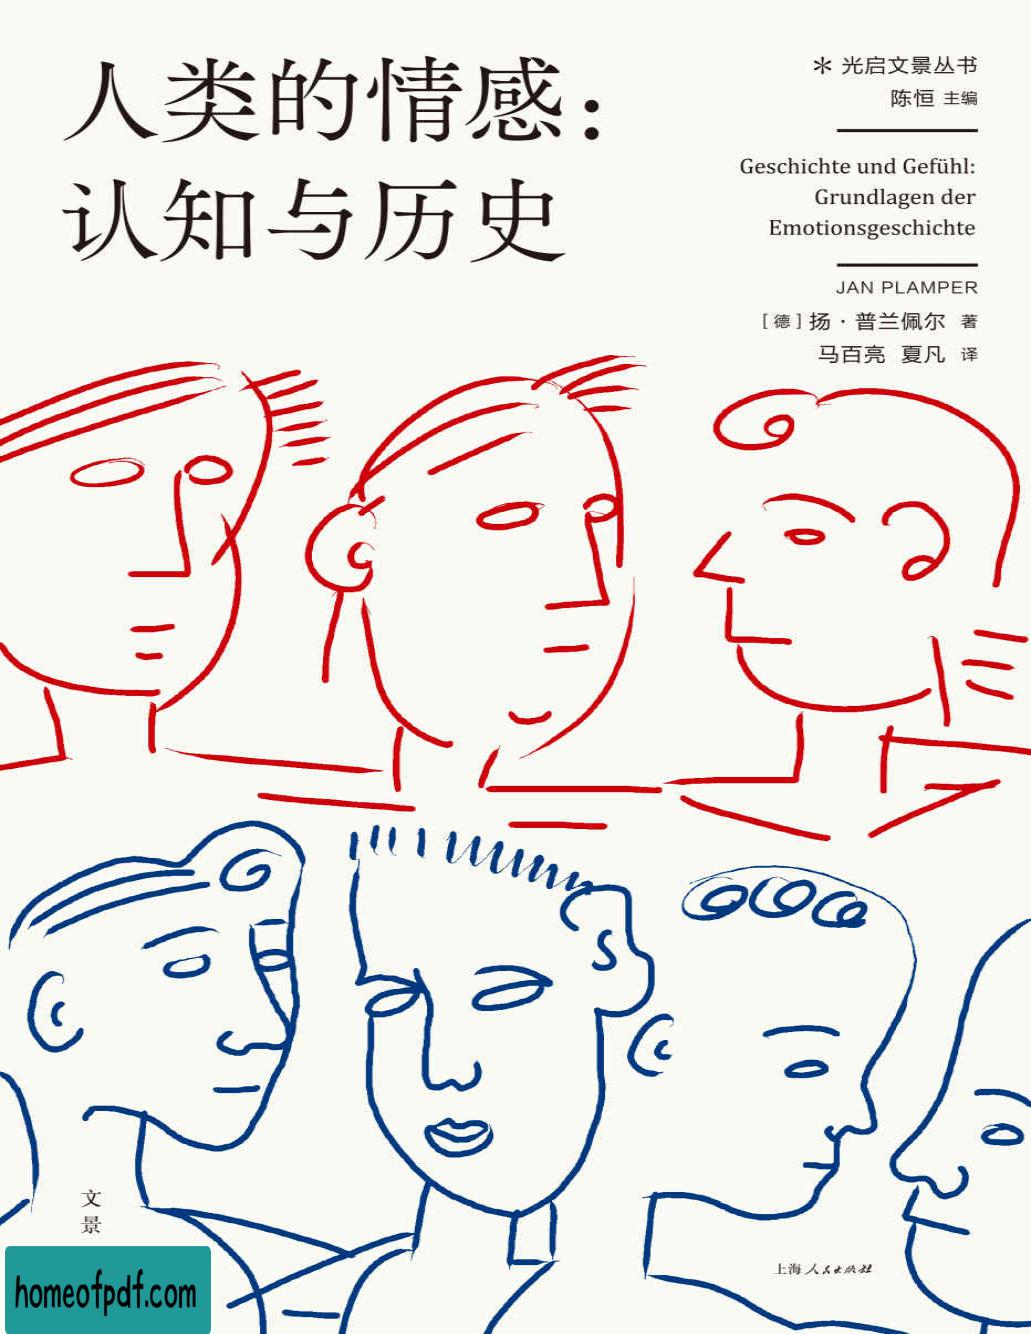 人类的情感：
认知与历史
* 光启文景丛书
陈恒 主编
Geschichte und Gefühl:
Grundlagen der
Emotionsgeschichte
JAN PLAMPER
[ 德 ] 扬 · 普兰佩尔 著
马百亮 夏凡 译
文
景
上海人民出版社
homeofpdf.com